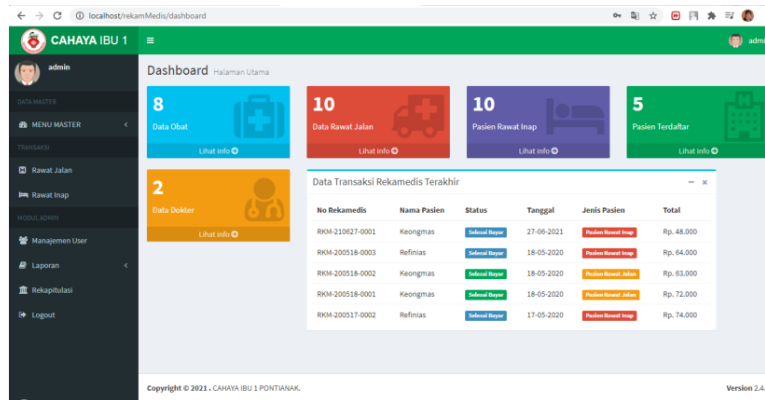 localhost/rekamMedis/dashboard
CAHAYA IBU 1
admin
admin
Dashboard Halaman Utama
DATA MASTER
MENU MASTER
TRANSAKSI
Rawat Jalan
Rawat Inap
MODUL ADMIN
Manajemen User
Laporan
Rekapitulasi
Logout
8
Data Obat
Lihat info
10
Data Rawat Jalan
Lihat info
10
Pasien Rawat Inap
Lihat info
5
Pasien Terdaftar
Lihat info
2
Data Dokter
Lihat info
Data Transaksi Rekamedis Terakhir
No Rekamedis Nama Pasien Status Tanggal Jenis Pasien Total
RKM-210627-0001 Keongmas Selesai Bayar 27-06-2021 Pasien Rawat Inap Rp. 48.000
RKM-200518-0003 Refinias Selesai Bayar 18-05-2020 Pasien Rawat Inap Rp. 64.000
RKM-200518-0002 Keongmas Selesai Bayar 18-05-2020 Pasien Rawat Jalan Rp. 63.000
RKM-200518-0001 Keongmas Selesai Bayar 18-05-2020 Pasien Rawat Jalan Rp. 72.000
RKM-200517-0002 Refinias Selesai Bayar 17-05-2020 Pasien Rawat Inap Rp. 74.000
Copyright © 2021 . CAHAYA IBU 1 PONTIANAK.
Version 2.4.